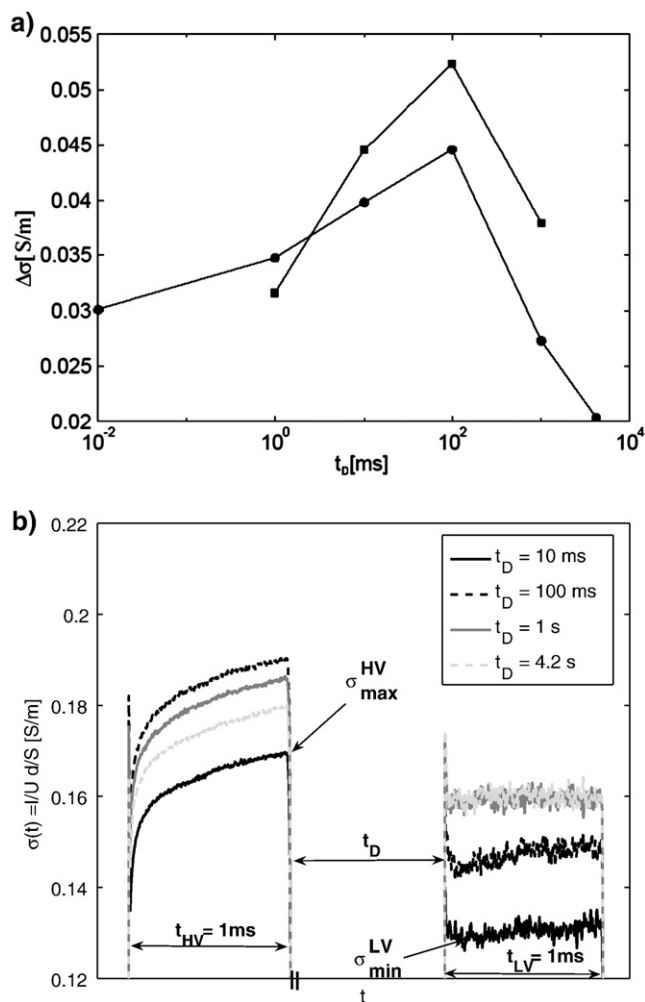 a)
0.055
0.05
0.045
0.04
0.035
0.03
0.025
0.02
Δσ[S/m]
10^-2
10^0
10^2
10^4
t_D[ms]
b)
0.22
0.2
0.18
0.16
0.14
0.12
σ(t) =I/U d/S [S/m]
t_D = 10 ms
t_D = 100 ms
t_D = 1 s
t_D = 4.2 s
σ^HV_max
t_D
t_HV= 1ms
σ^LV_min
t_LV= 1ms
t